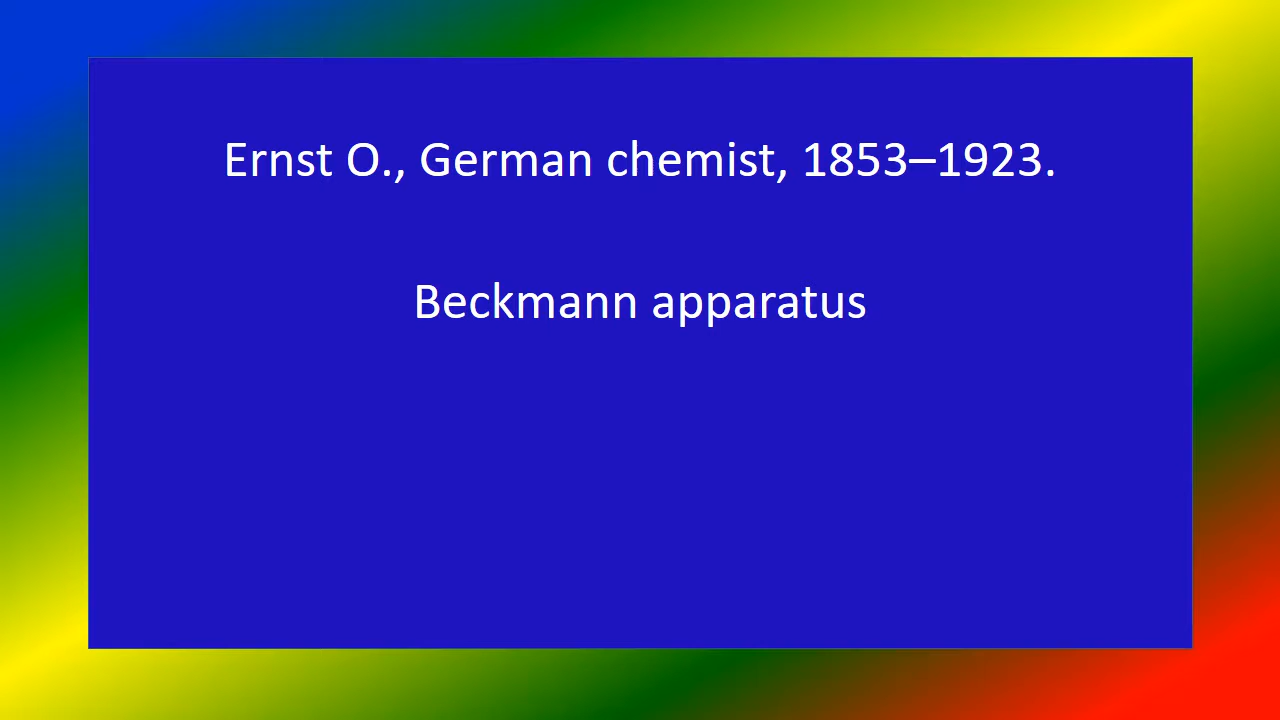 Ernst O., German chemist, 1853–1923.
Beckmann apparatus